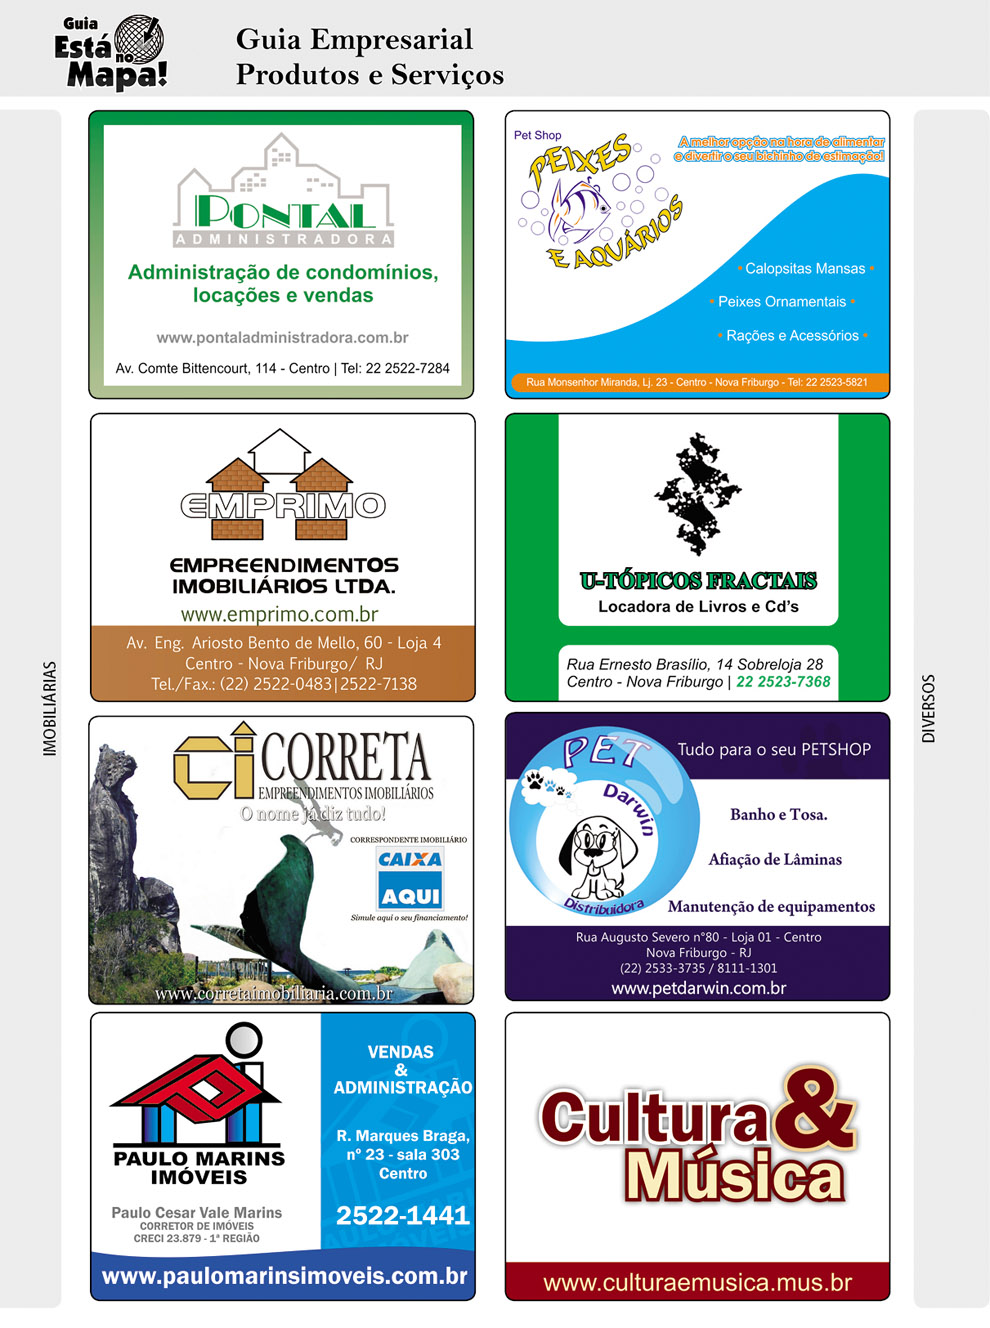 Guia
Está
no
Mapa!
Guia Empresarial
Produtos e Serviços
IMOBILIÁRIAS
PONTAL
ADMINISTRADORA
Administração de condomínios,
locações e vendas
www.pontaladministradora.com.br
Av. Comte Bittencourt, 114 - Centro | Tel: 22 2522-7284
EMPRIMO
EMPREENDIMENTOS
IMOBILIÁRIOS LTDA.
www.emprimo.com.br
Av. Eng. Ariosto Bento de Mello, 60 - Loja 4
Centro - Nova Friburgo/ RJ
Tel./Fax.: (22) 2522-0483|2522-7138
CI CORRETA
EMPREENDIMENTOS IMOBILIÁRIOS
O nome já diz tudo!
CORRESPONDENTE IMOBILIÁRIO
CAIXA
AQUI
Simule aqui o seu financiamento!
www.corretaimobiliaria.com.br
PAULO MARINS
IMÓVEIS
Paulo Cesar Vale Marins
CORRETOR DE IMÓVEIS
CRECI 23.879 - 1ª REGIÃO
VENDAS
&
ADMINISTRAÇÃO
R. Marques Braga,
nº 23 - sala 303
Centro
2522-1441
www.paulomarinsimoveis.com.br
Pet Shop
PEIXES
E AQUÁRIOS
A melhor opção na hora de alimentar
e divertir o seu bichinho de estimação!
• Calopsitas Mansas •
• Peixes Ornamentais •
• Rações e Acessórios •
Rua Monsenhor Miranda, Lj. 23 - Centro - Nova Friburgo - Tel: 22 2523-5821
U-TÓPICOS FRACTAIS
Locadora de Livros e Cd's
Rua Ernesto Brasílio, 14 Sobreloja 28
Centro - Nova Friburgo | 22 2523-7368
PET
Darwin
Distribuidora
Tudo para o seu PETSHOP
Banho e Tosa.
Afiação de Lâminas
Manutenção de equipamentos
Rua Augusto Severo n°80 - Loja 01 - Centro
Nova Friburgo - RJ
(22) 2533-3735 / 8111-1301
www.petdarwin.com.br
Cultura &
Música
www.culturaemusica.mus.br
DIVERSOS